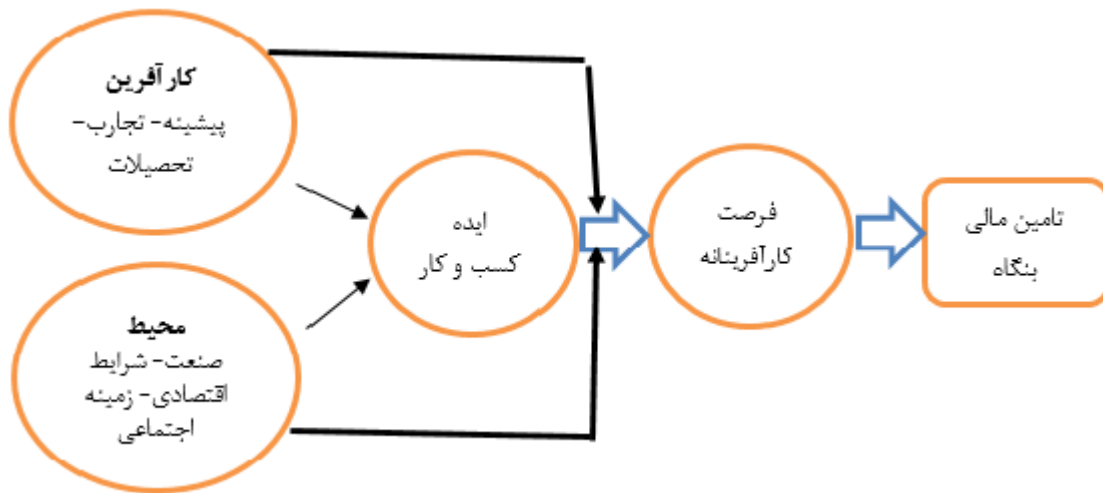 کارآفرین
پیشینه- تجارب-
تحصیلات
محیط
صنعت- شرایط
اقتصادی- زمینه
اجتماعی
ایده
کسب و کار
فرصت
کارآفرینانه
تامین مالی
بنگاه